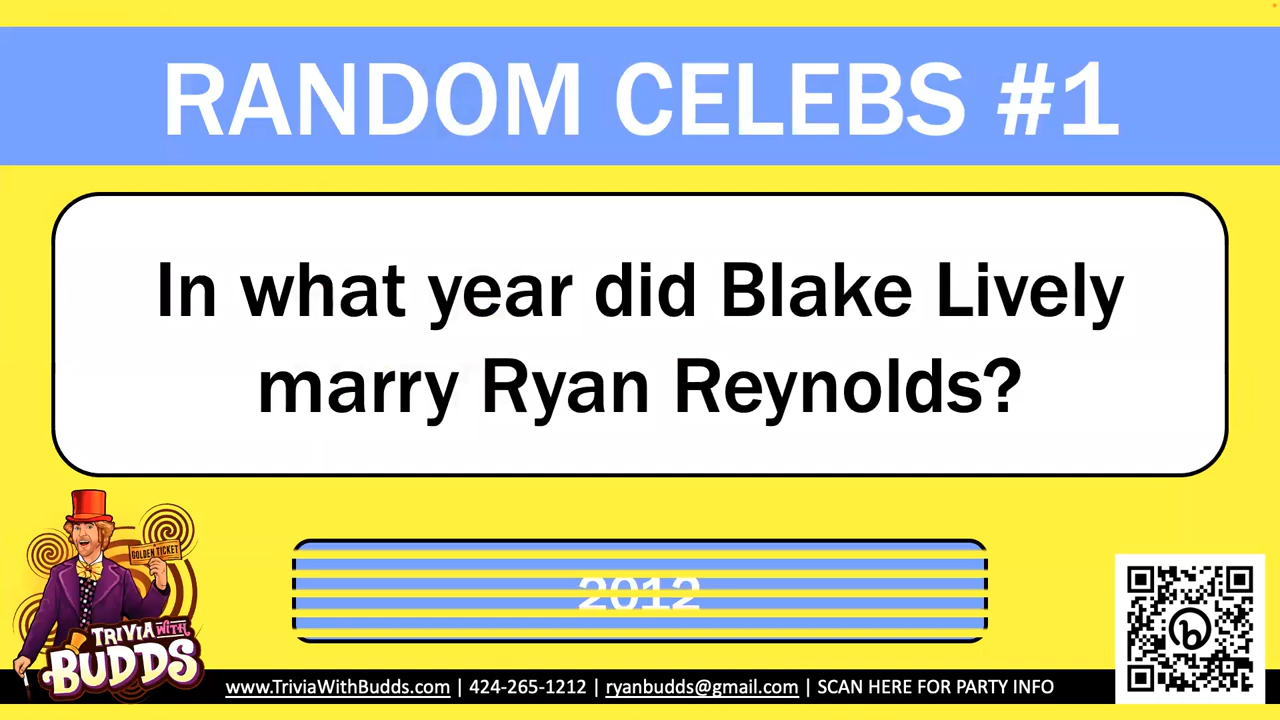 RANDOM CELEBS #1
In what year did Blake Lively
marry Ryan Reynolds?
2012
GOLDEN TICKET
TRIVIA WITH
BUDDS
www.TriviaWithBudds.com | 424-265-1212 | ryanbudds@gmail.com | SCAN HERE FOR PARTY INFO